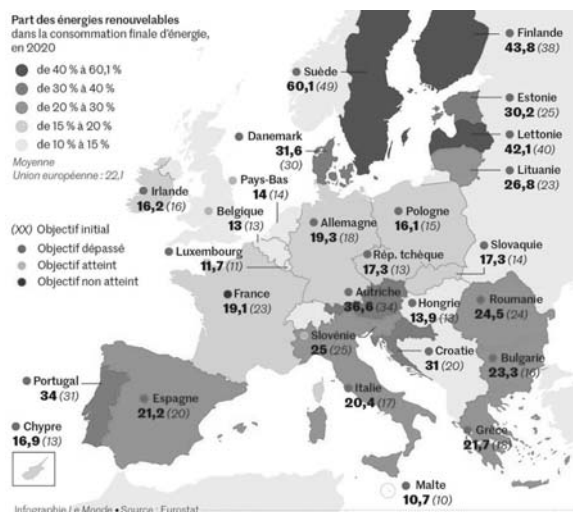 Part des énergies renouvelables
dans la consommation finale d'énergie,
en 2020
de 40 % à 60,1 %
de 30 % à 40 %
de 20 % à 30 %
de 15 % à 20 %
de 10 % à 15 %
Moyenne
Union européenne : 22,1
(XX) Objectif initial
Objectif dépassé
Objectif atteint
Objectif non atteint
Finlande
43,8 (38)
Suède
60,1 (49)
Estonie
30,2 (25)
Lettonie
42,1 (40)
Lituanie
26,8 (23)
Danemark
31,6
(30)
Pays-Bas
14 (14)
Irlande
16,2 (16)
Belgique
13 (13)
Allemagne
19,3 (18)
Pologne
16,1 (15)
Luxembourg
11,7 (11)
Rép. tchèque
17,3 (13)
Slovaquie
17,3 (14)
France
19,1 (23)
Autriche
36,6 (34)
Hongrie
13,9 (13)
Roumanie
24,5 (24)
Slovénie
25 (25)
Croatie
31 (20)
Bulgarie
23,3 (16)
Portugal
34 (31)
Espagne
21,2 (20)
Italie
20,4 (17)
Grèce
21,7 (18)
Chypre
16,9 (13)
Malte
10,7 (10)
Infographie Le Monde • Source : Eurostat